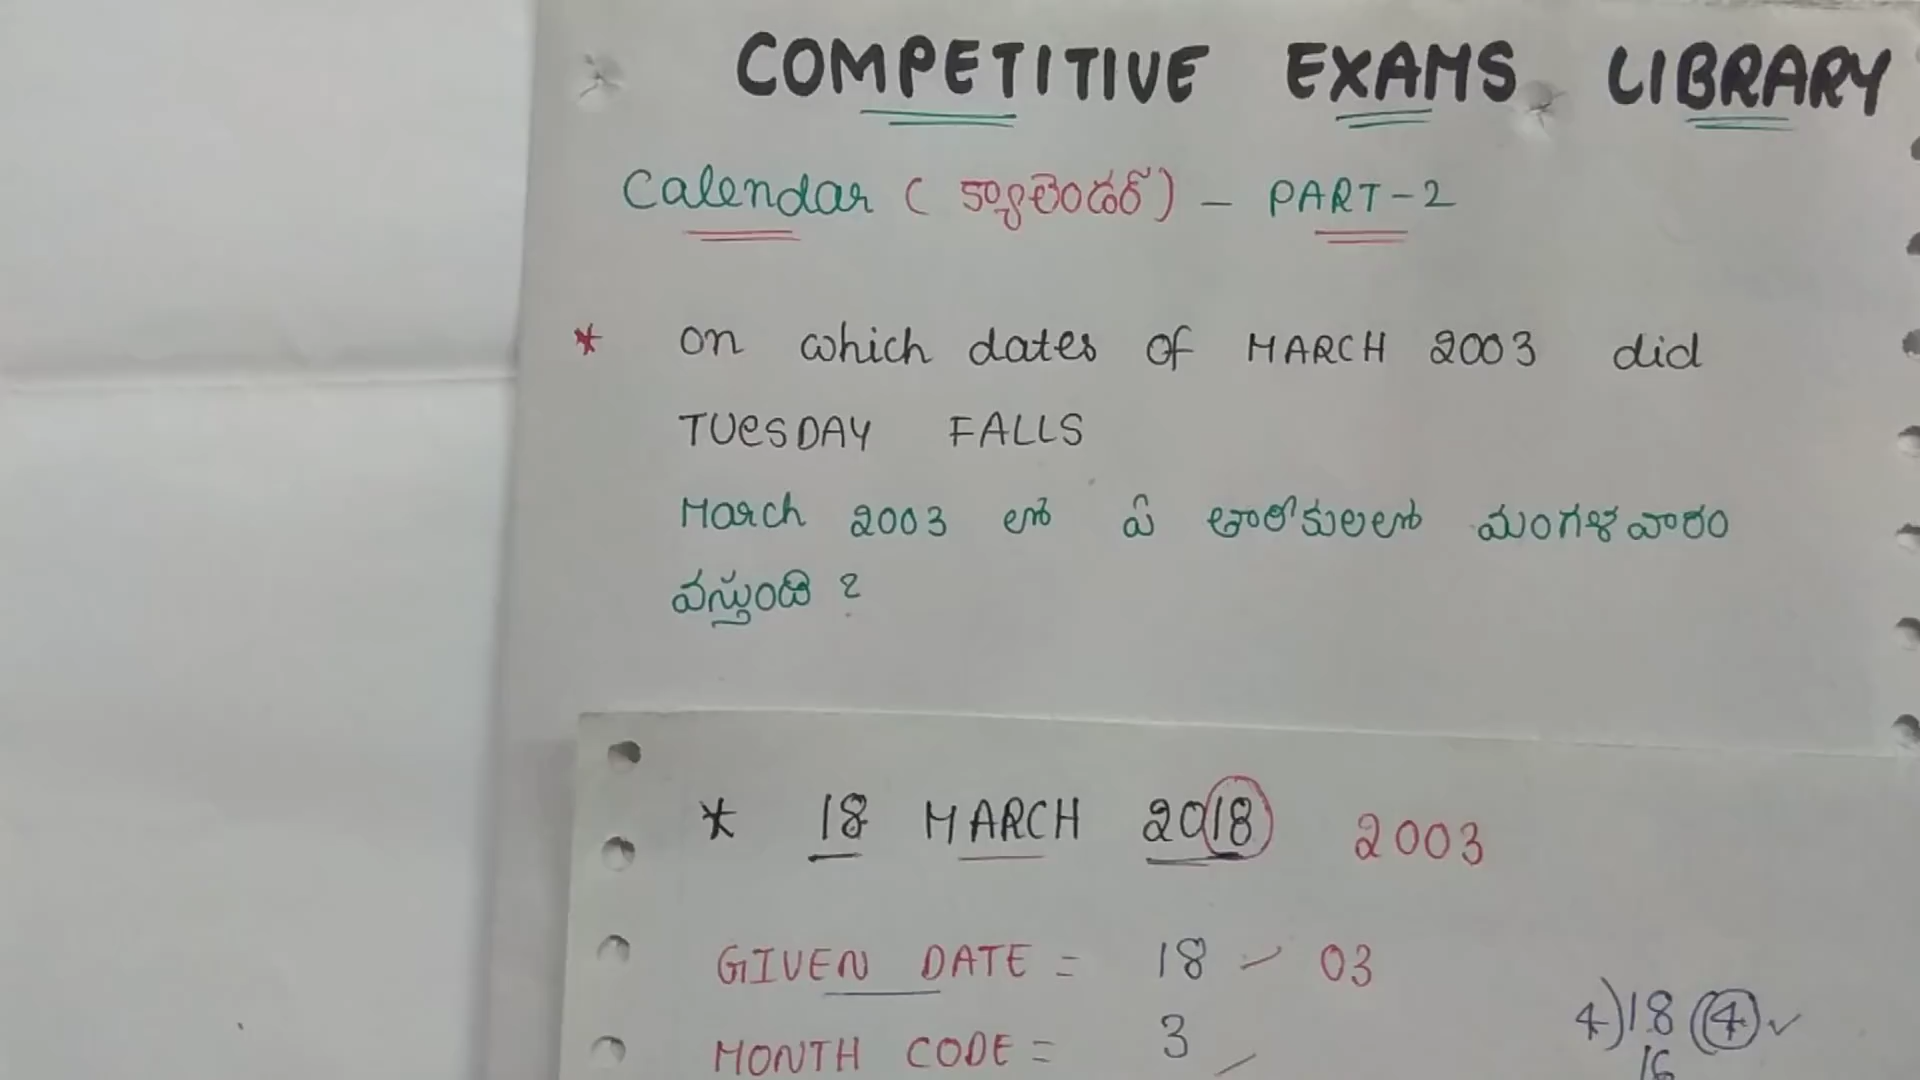 COMPETITIVE EXAMS LIBRARY
Calendar (క్యాలెండర్) - PART-2
* on which dates of MARCH 2003 did
TUeSDAY FALLS
March 2003 లో ఏ తారీకులలో మంగళవారం
వస్తుంది?
* 18 MARCH 2018 2003
GIVEN DATE = 18 03
MONTH CODE = 3
4)18(4
16